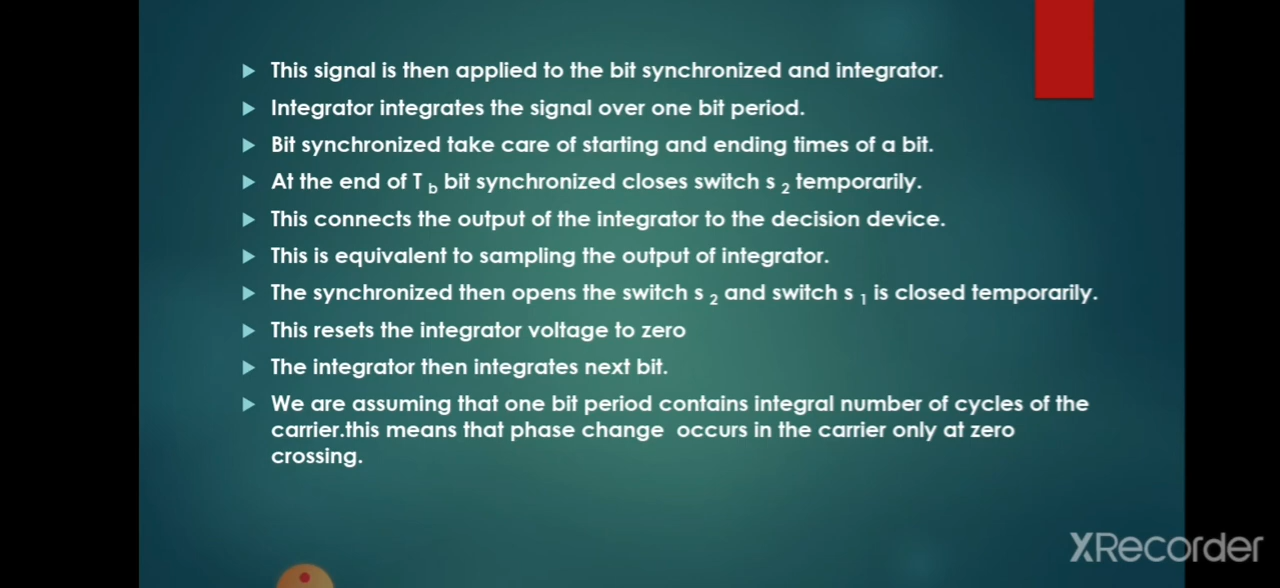 This signal is then applied to the bit synchronized and integrator.
Integrator integrates the signal over one bit period.
Bit synchronized take care of starting and ending times of a bit.
At the end of T b bit synchronized closes switch s 2 temporarily.
This connects the output of the integrator to the decision device.
This is equivalent to sampling the output of integrator.
The synchronized then opens the switch s 2 and switch s 1 is closed temporarily.
This resets the integrator voltage to zero
The integrator then integrates next bit.
We are assuming that one bit period contains integral number of cycles of the
carrier.this means that phase change  occurs in the carrier only at zero
crossing.
XRecorder